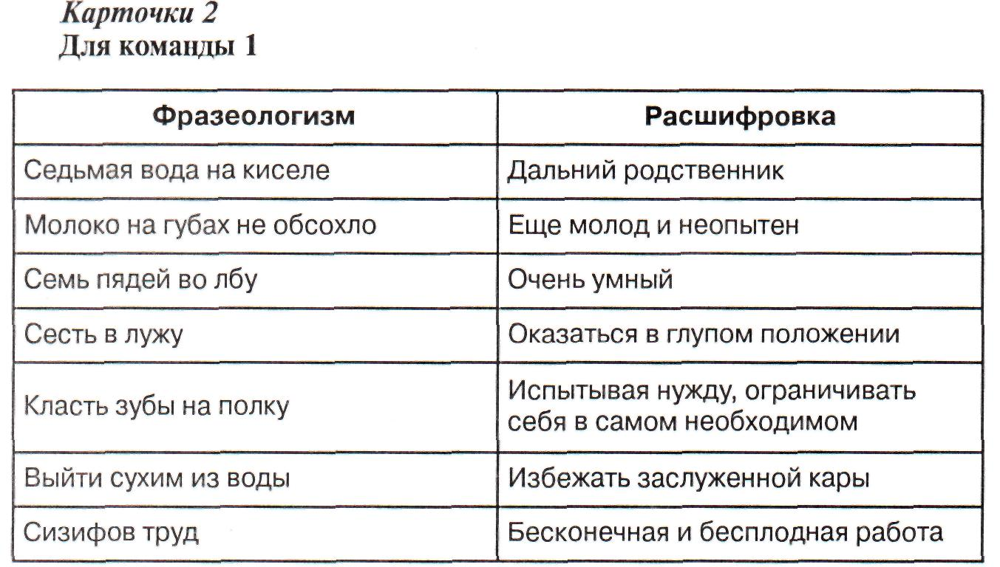 Карточки 2
Для команды 1
Фразеологизм Расшифровка
Седьмая вода на киселе Дальний родственник
Молоко на губах не обсохло Еще молод и неопытен
Семь пядей во лбу Очень умный
Сесть в лужу Оказаться в глупом положении
Класть зубы на полку Испытывая нужду, ограничивать
себя в самом необходимом
Выйти сухим из воды Избежать заслуженной кары
Сизифов труд Бесконечная и бесплодная работа